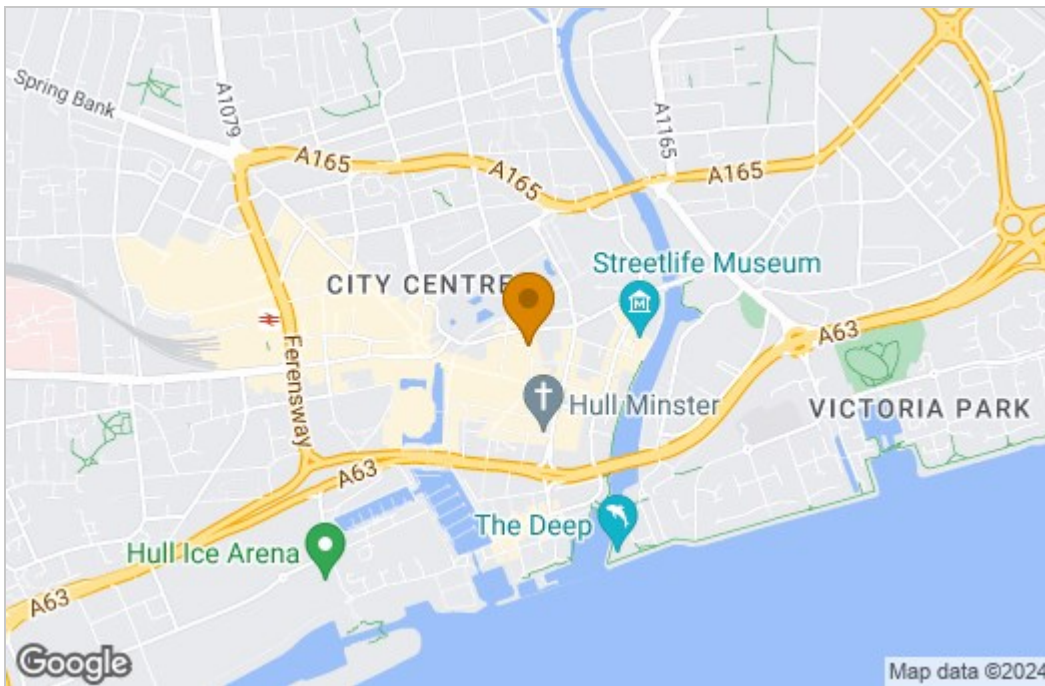 Spring Bank
A1079
A165
A165
A1165
A165
CITY CENTRE
Streetlife Museum
M
Ferensway
A63
Hull Minster
VICTORIA PARK
A63
The Deep
Hull Ice Arena
A63
Google
Map data ©2024